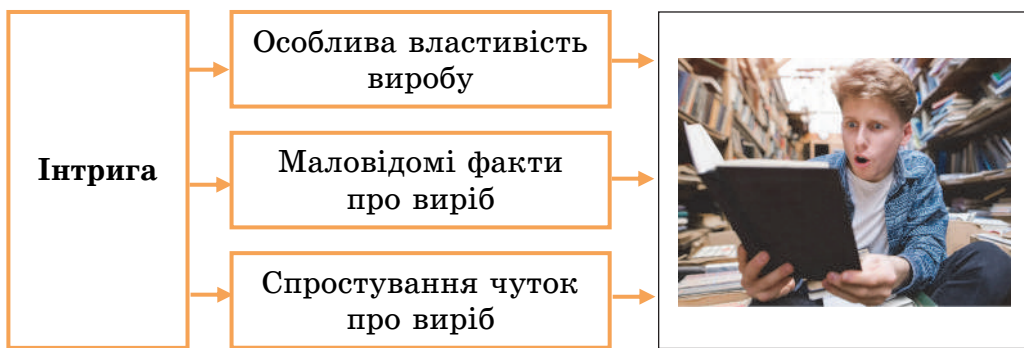 Інтрига
Особлива властивість
виробу
Маловідомі факти
про виріб
Спростування чуток
про виріб